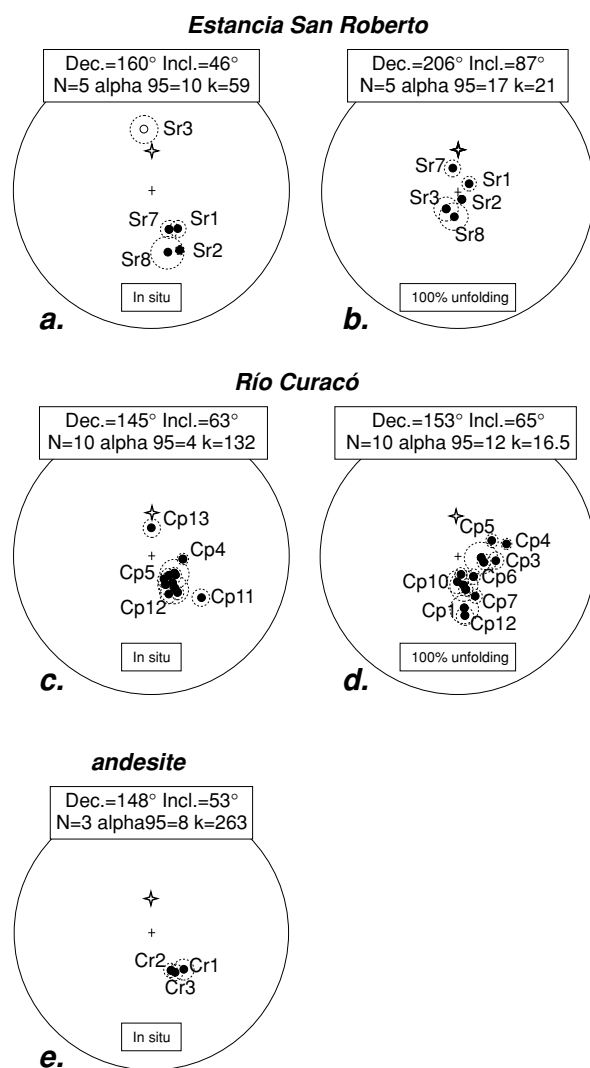 Estancia San Roberto
Dec.=160° Incl.=46°
N=5 alpha 95=10 k=59
Sr3
Sr7
Sr1
Sr8
Sr2
In situ
a.
Dec.=206° Incl.=87°
N=5 alpha 95=17 k=21
Sr7
Sr1
Sr3
Sr2
Sr8
100% unfolding
b.
Río Curacó
Dec.=145° Incl.=63°
N=10 alpha 95=4 k=132
Cp13
Cp4
Cp5
Cp12
Cp11
In situ
c.
Dec.=153° Incl.=65°
N=10 alpha 95=12 k=16.5
Cp5
Cp4
Cp3
Cp10
Cp6
Cp7
Cp1
Cp12
100% unfolding
d.
andesite
Dec.=148° Incl.=53°
N=3 alpha95=8 k=263
Cr2
Cr1
Cr3
In situ
e.